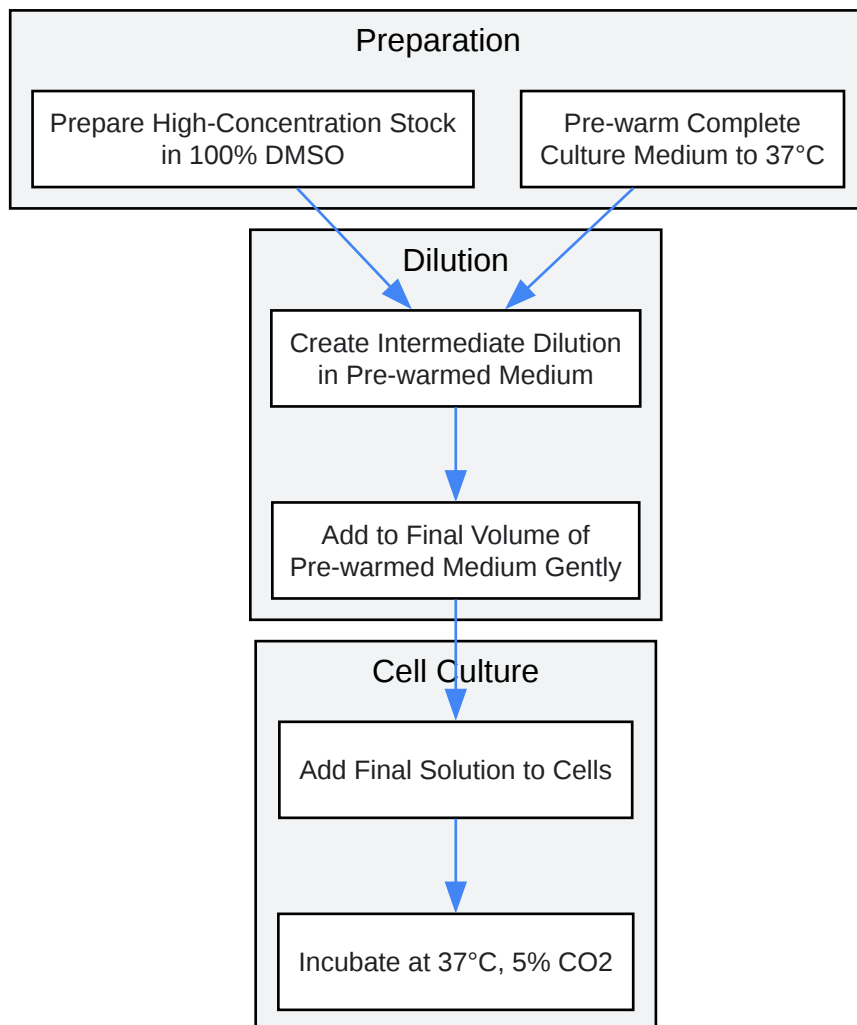 Preparation
Prepare High-Concentration Stock
in 100% DMSO
Pre-warm Complete
Culture Medium to 37°C
Dilution
Create Intermediate Dilution
in Pre-warmed Medium
Add to Final Volume of
Pre-warmed Medium Gently
Cell Culture
Add Final Solution to Cells
Incubate at 37°C, 5% CO2